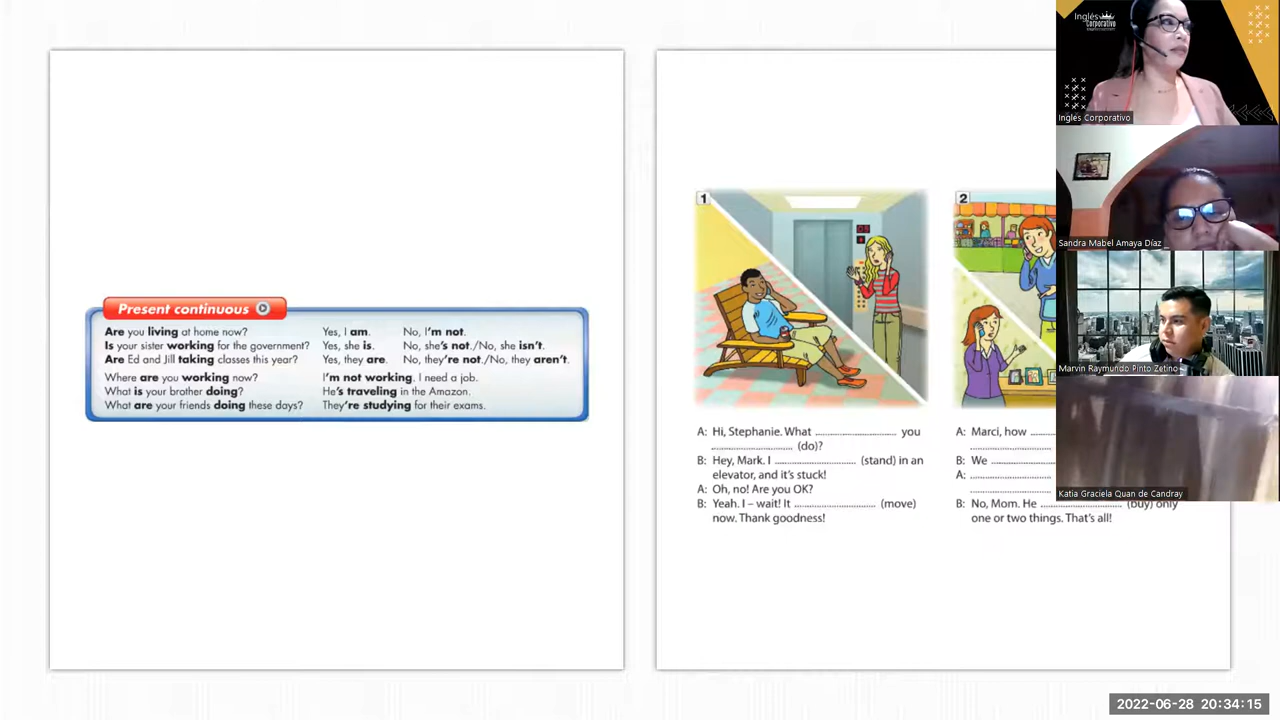 Present continuous
Are you living at home now? Yes, I am. No, I'm not.
Is your sister working for the government? Yes, she is. No, she's not./No, she isn't.
Are Ed and Jill taking classes this year? Yes, they are. No, they're not./No, they aren't.
Where are you working now? I'm not working. I need a job.
What is your brother doing? He's traveling in the Amazon.
What are your friends doing these days? They're studying for their exams.
1
A: Hi, Stephanie. What .............................. you
.............................. (do)?
B: Hey, Mark. I .............................. (stand) in an
elevator, and it's stuck!
A: Oh, no! Are you OK?
B: Yeah. I – wait! It .............................. (move)
now. Thank goodness!
2
A: Marci, how
B: We
A:
B: No, Mom. He .............................. (buy) only
one or two things. That's all!
Inglés
Corporativo
Inglés Corporativo
Sandra Mabel Amaya Díaz
Marvin Raymundo Pinto Zetino
Katia Graciela Quan de Candray
2022-06-28 20:34:15